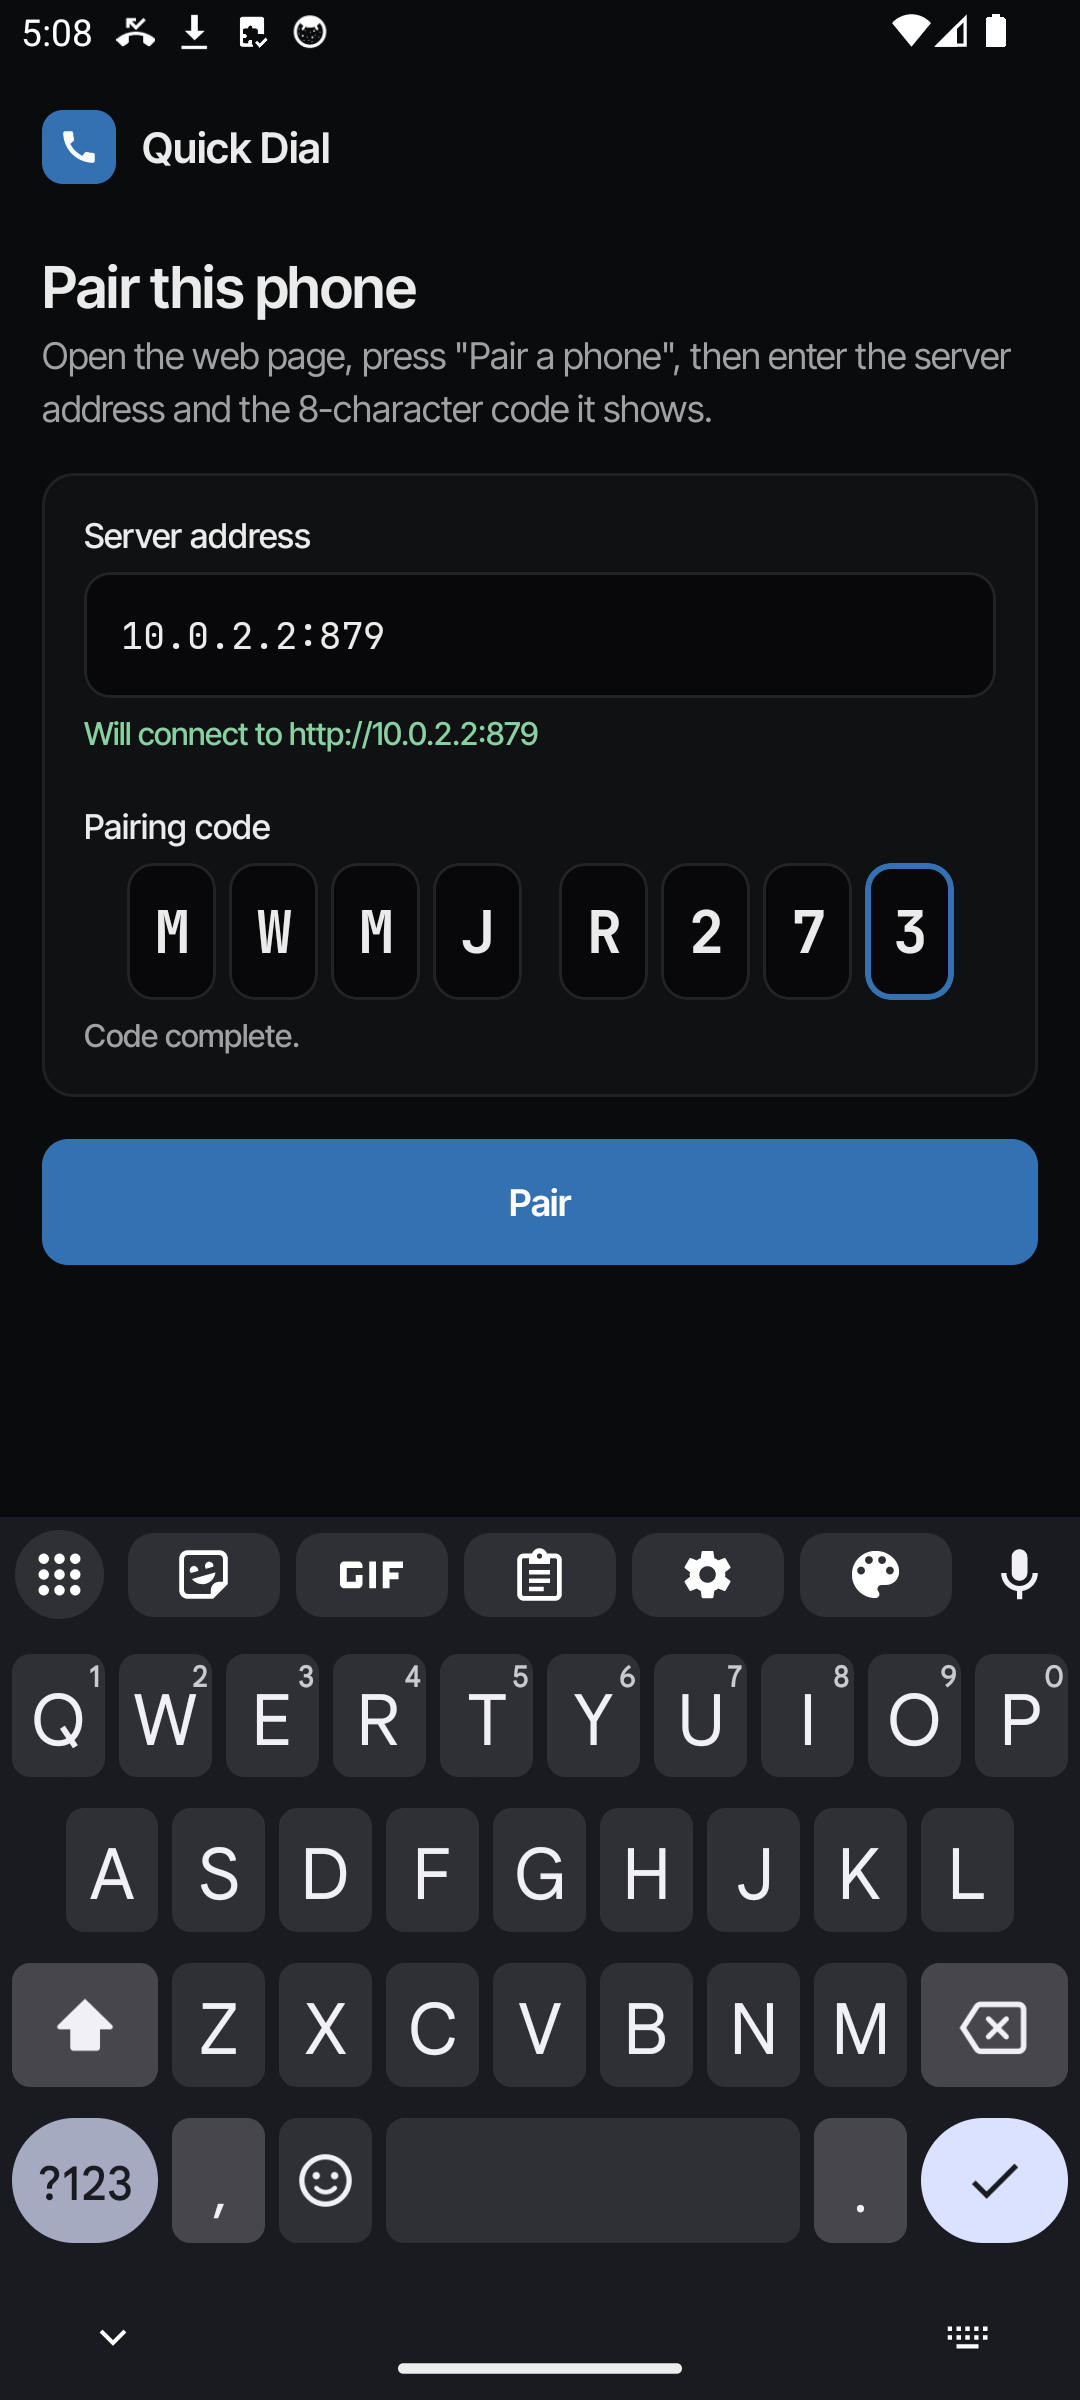 5:08
Quick Dial
Pair this phone
Open the web page, press "Pair a phone", then enter the server
address and the 8-character code it shows.
Server address
10.0.2.2:879
Will connect to http://10.0.2.2:879
Pairing code
M W M J R 2 7 3
Code complete.
Pair
GIF
Q 1 W 2 E 3 R 4 T 5 Y 6 U 7 I 8 O 9 P 0
A S D F G H J K L
Z X C V B N M
?123 , .